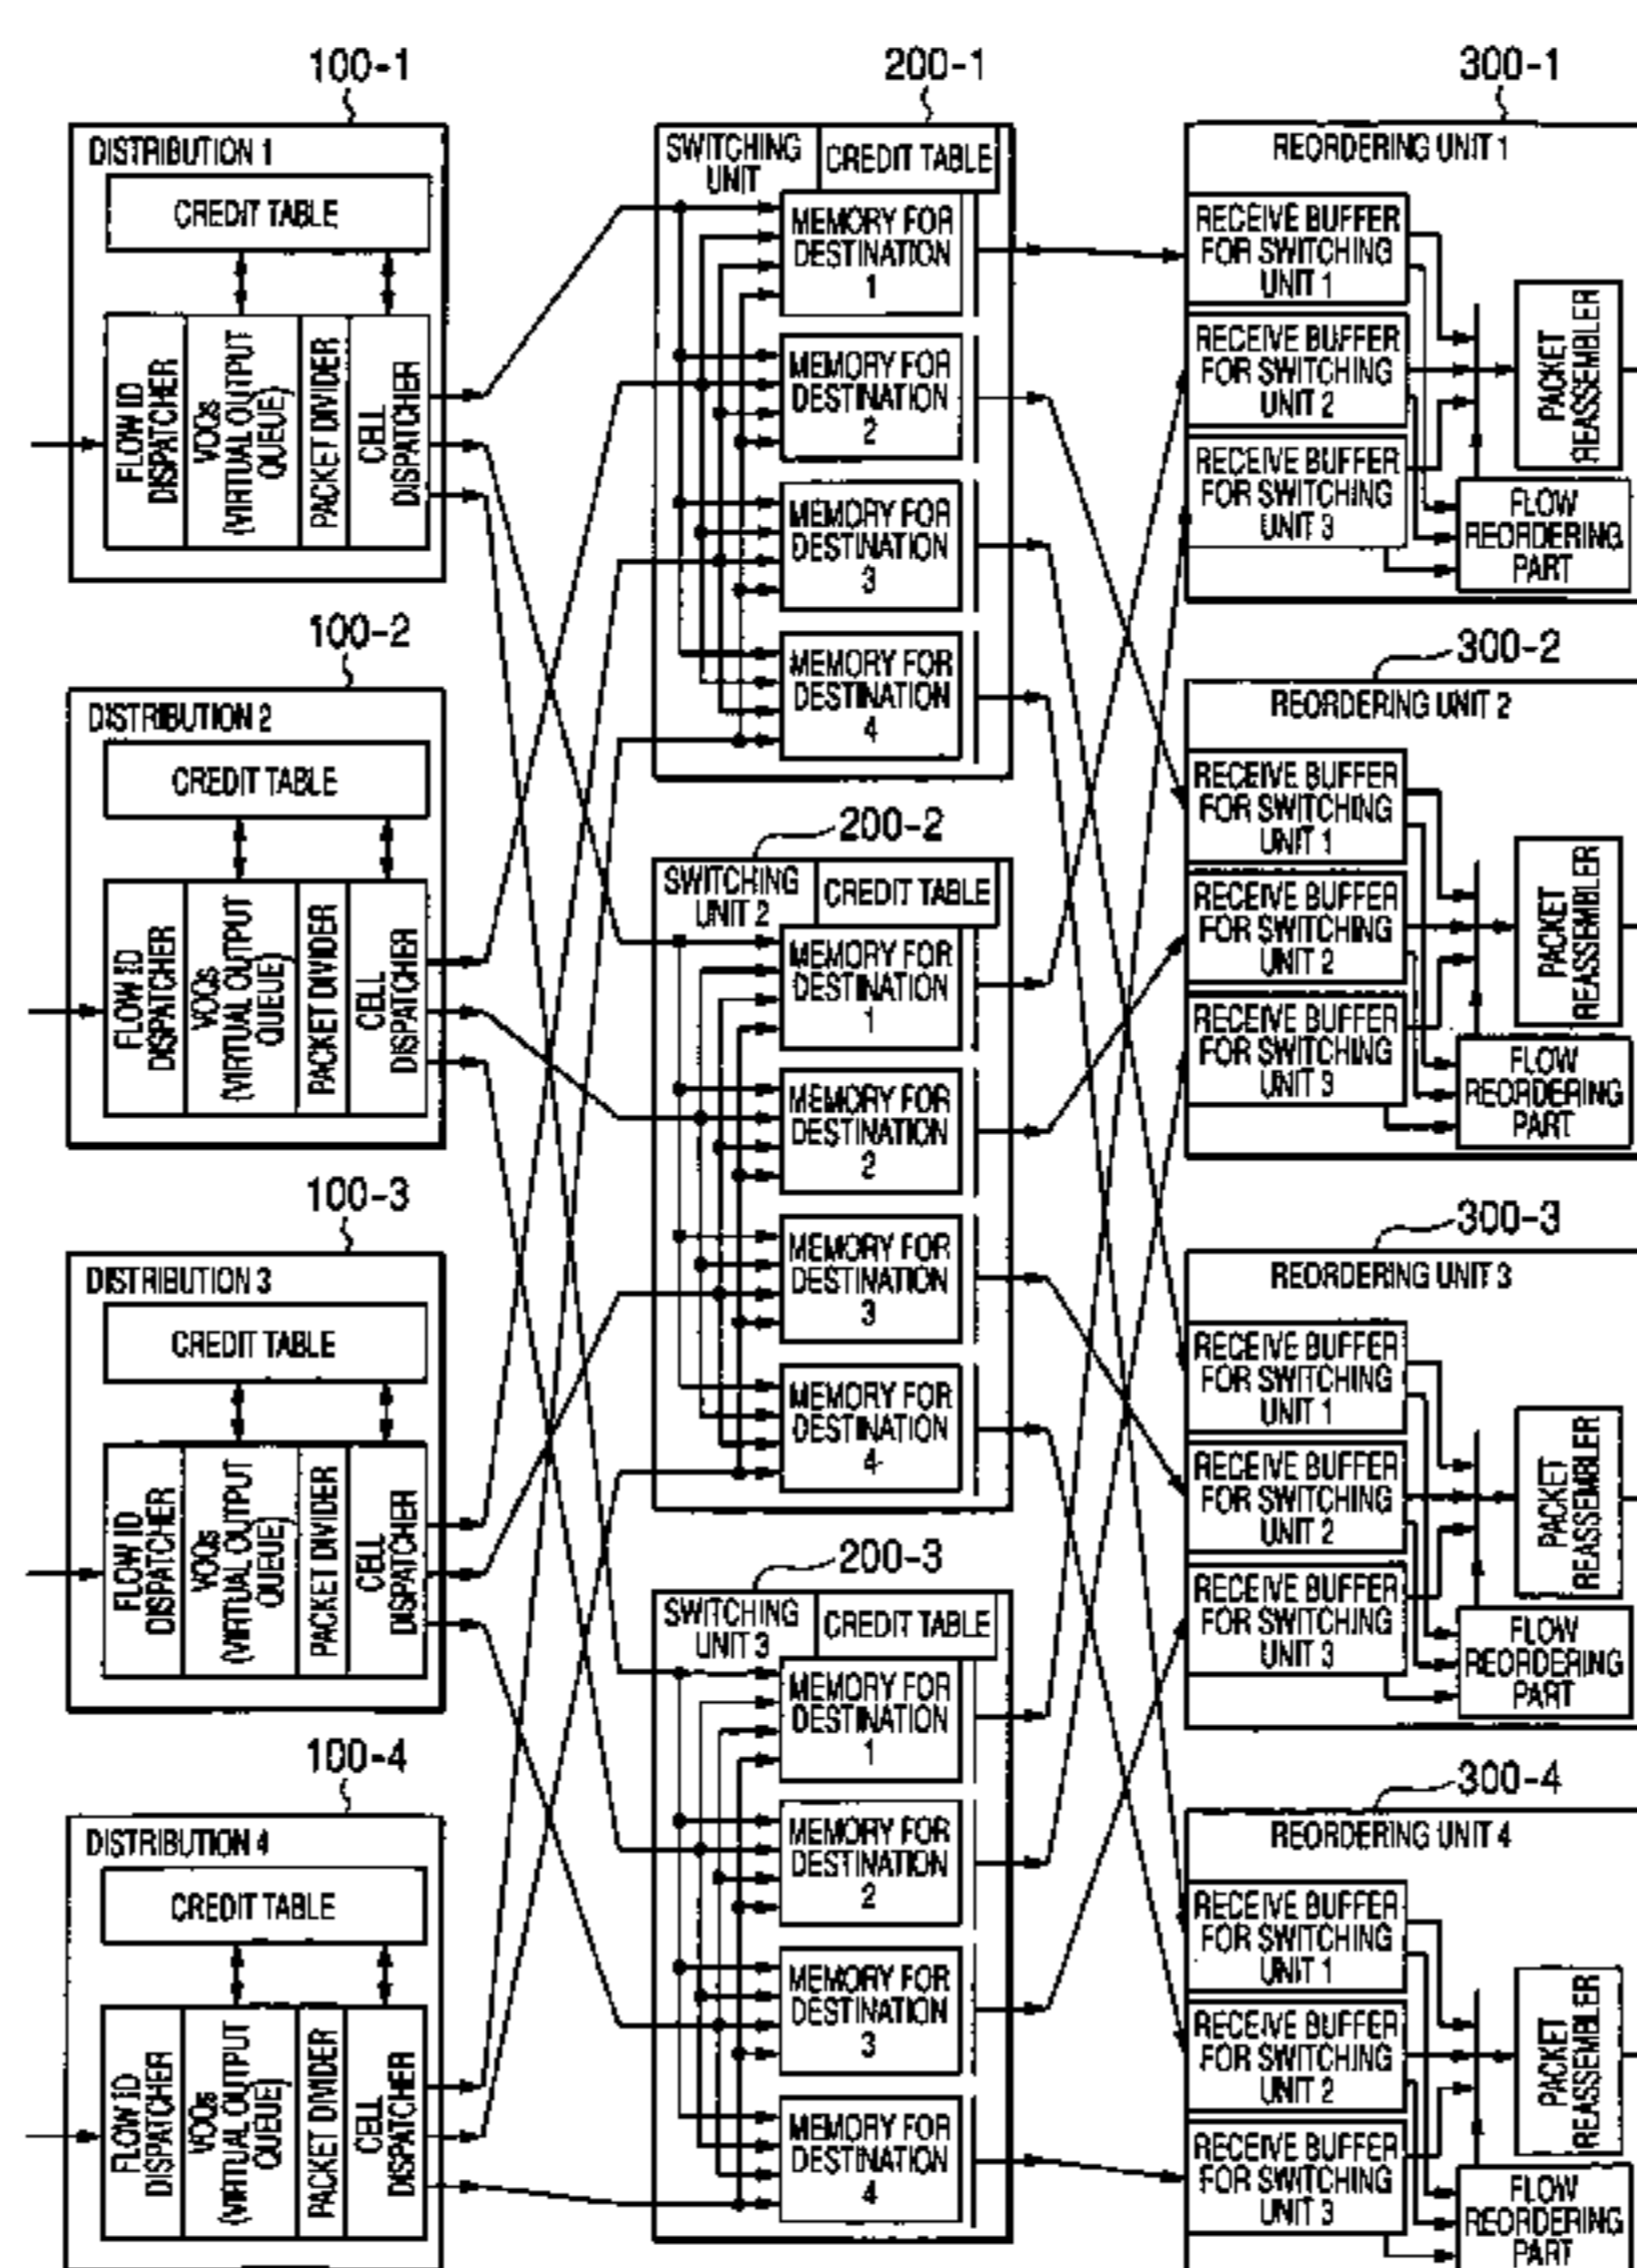 100-1
DISTRIBUTION 1
CREDIT TABLE
FLOW ID
DISPATCHER
VOQs
(VIRTUAL OUTPUT
QUEUE)
PACKET DIVIDER
CELL
DISPATCHER
100-2
DISTRIBUTION 2
CREDIT TABLE
FLOW ID
DISPATCHER
VOQs
(VIRTUAL OUTPUT
QUEUE)
PACKET DIVIDER
CELL
DISPATCHER
100-3
DISTRIBUTION 3
CREDIT TABLE
FLOW ID
DISPATCHER
VOQs
(VIRTUAL OUTPUT
QUEUE)
PACKET DIVIDER
CELL
DISPATCHER
100-4
DISTRIBUTION 4
CREDIT TABLE
FLOW ID
DISPATCHER
VOQs
(VIRTUAL OUTPUT
QUEUE)
PACKET DIVIDER
CELL
DISPATCHER
200-1
SWITCHING
UNIT
CREDIT TABLE
MEMORY FOR
DESTINATION
1
MEMORY FOR
DESTINATION
2
MEMORY FOR
DESTINATION
3
MEMORY FOR
DESTINATION
4
200-2
SWITCHING
UNIT 2
CREDIT TABLE
MEMORY FOR
DESTINATION
1
MEMORY FOR
DESTINATION
2
MEMORY FOR
DESTINATION
3
MEMORY FOR
DESTINATION
4
200-3
SWITCHING
UNIT 3
CREDIT TABLE
MEMORY FOR
DESTINATION
1
MEMORY FOR
DESTINATION
2
MEMORY FOR
DESTINATION
3
MEMORY FOR
DESTINATION
4
300-1
REORDERING UNIT 1
RECEIVE BUFFER
FOR SWITCHING
UNIT 1
RECEIVE BUFFER
FOR SWITCHING
UNIT 2
RECEIVE BUFFER
FOR SWITCHING
UNIT 3
PACKET
REASSEMBLER
FLOW
REORDERING
PART
300-2
REORDERING UNIT 2
RECEIVE BUFFER
FOR SWITCHING
UNIT 1
RECEIVE BUFFER
FOR SWITCHING
UNIT 2
RECEIVE BUFFER
FOR SWITCHING
UNIT 3
PACKET
REASSEMBLER
FLOW
REORDERING
PART
300-3
REORDERING UNIT 3
RECEIVE BUFFER
FOR SWITCHING
UNIT 1
RECEIVE BUFFER
FOR SWITCHING
UNIT 2
RECEIVE BUFFER
FOR SWITCHING
UNIT 3
PACKET
REASSEMBLER
FLOW
REORDERING
PART
300-4
REORDERING UNIT 4
RECEIVE BUFFER
FOR SWITCHING
UNIT 1
RECEIVE BUFFER
FOR SWITCHING
UNIT 2
RECEIVE BUFFER
FOR SWITCHING
UNIT 3
PACKET
REASSEMBLER
FLOW
REORDERING
PART